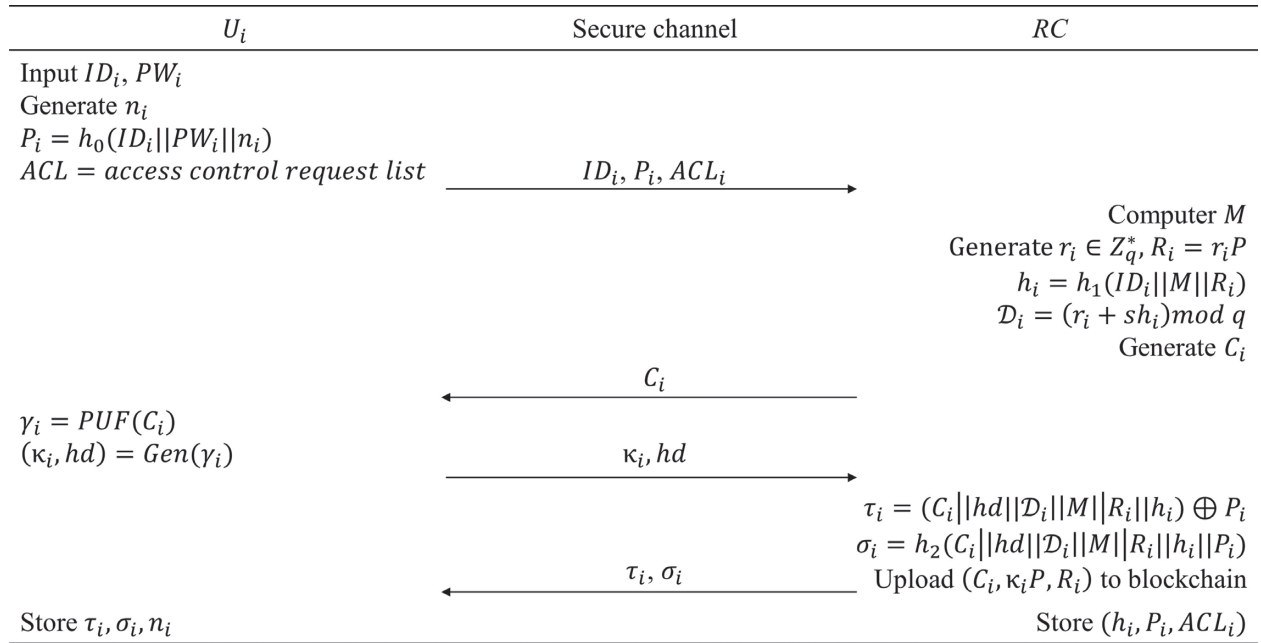 U_i Secure channel RC
Input ID_i, PW_i
Generate n_i
P_i = h_0(ID_i||PW_i||n_i)
ACL = access control request list ID_i, P_i, ACL_i
Computer M
Generate r_i ∈ Z_q^*, R_i = r_iP
h_i = h_1(ID_i||M||R_i)
𝒟_i = (r_i + sh_i)mod q
Generate C_i
C_i
γ_i = PUF(C_i)
(κ_i, hd) = Gen(γ_i) κ_i, hd
τ_i = (C_i||hd||𝒟_i||M||R_i||h_i) ⊕ P_i
σ_i = h_2(C_i||hd||𝒟_i||M||R_i||h_i||P_i)
τ_i, σ_i Upload (C_i, κ_iP, R_i) to blockchain
Store τ_i, σ_i, n_i Store (h_i, P_i, ACL_i)